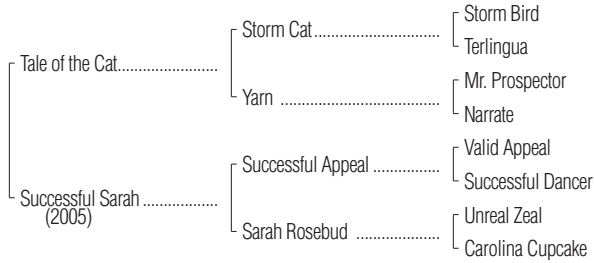 Storm Bird
Storm Cat
Terlingua
Tale of the Cat
Mr. Prospector
Yarn
Narrate
Valid Appeal
Successful Appeal
Successful Dancer
Successful Sarah
(2005)
Unreal Zeal
Sarah Rosebud
Carolina Cupcake